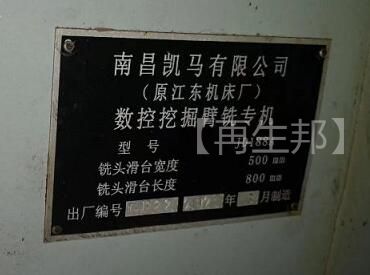 南昌凯马有限公司
（原江东机床厂）
数控挖掘臂铣专机
型号
铣头滑台宽度 500 mm
铣头滑台长度 800 mm
出厂编号 年 月制造
【再生邦】